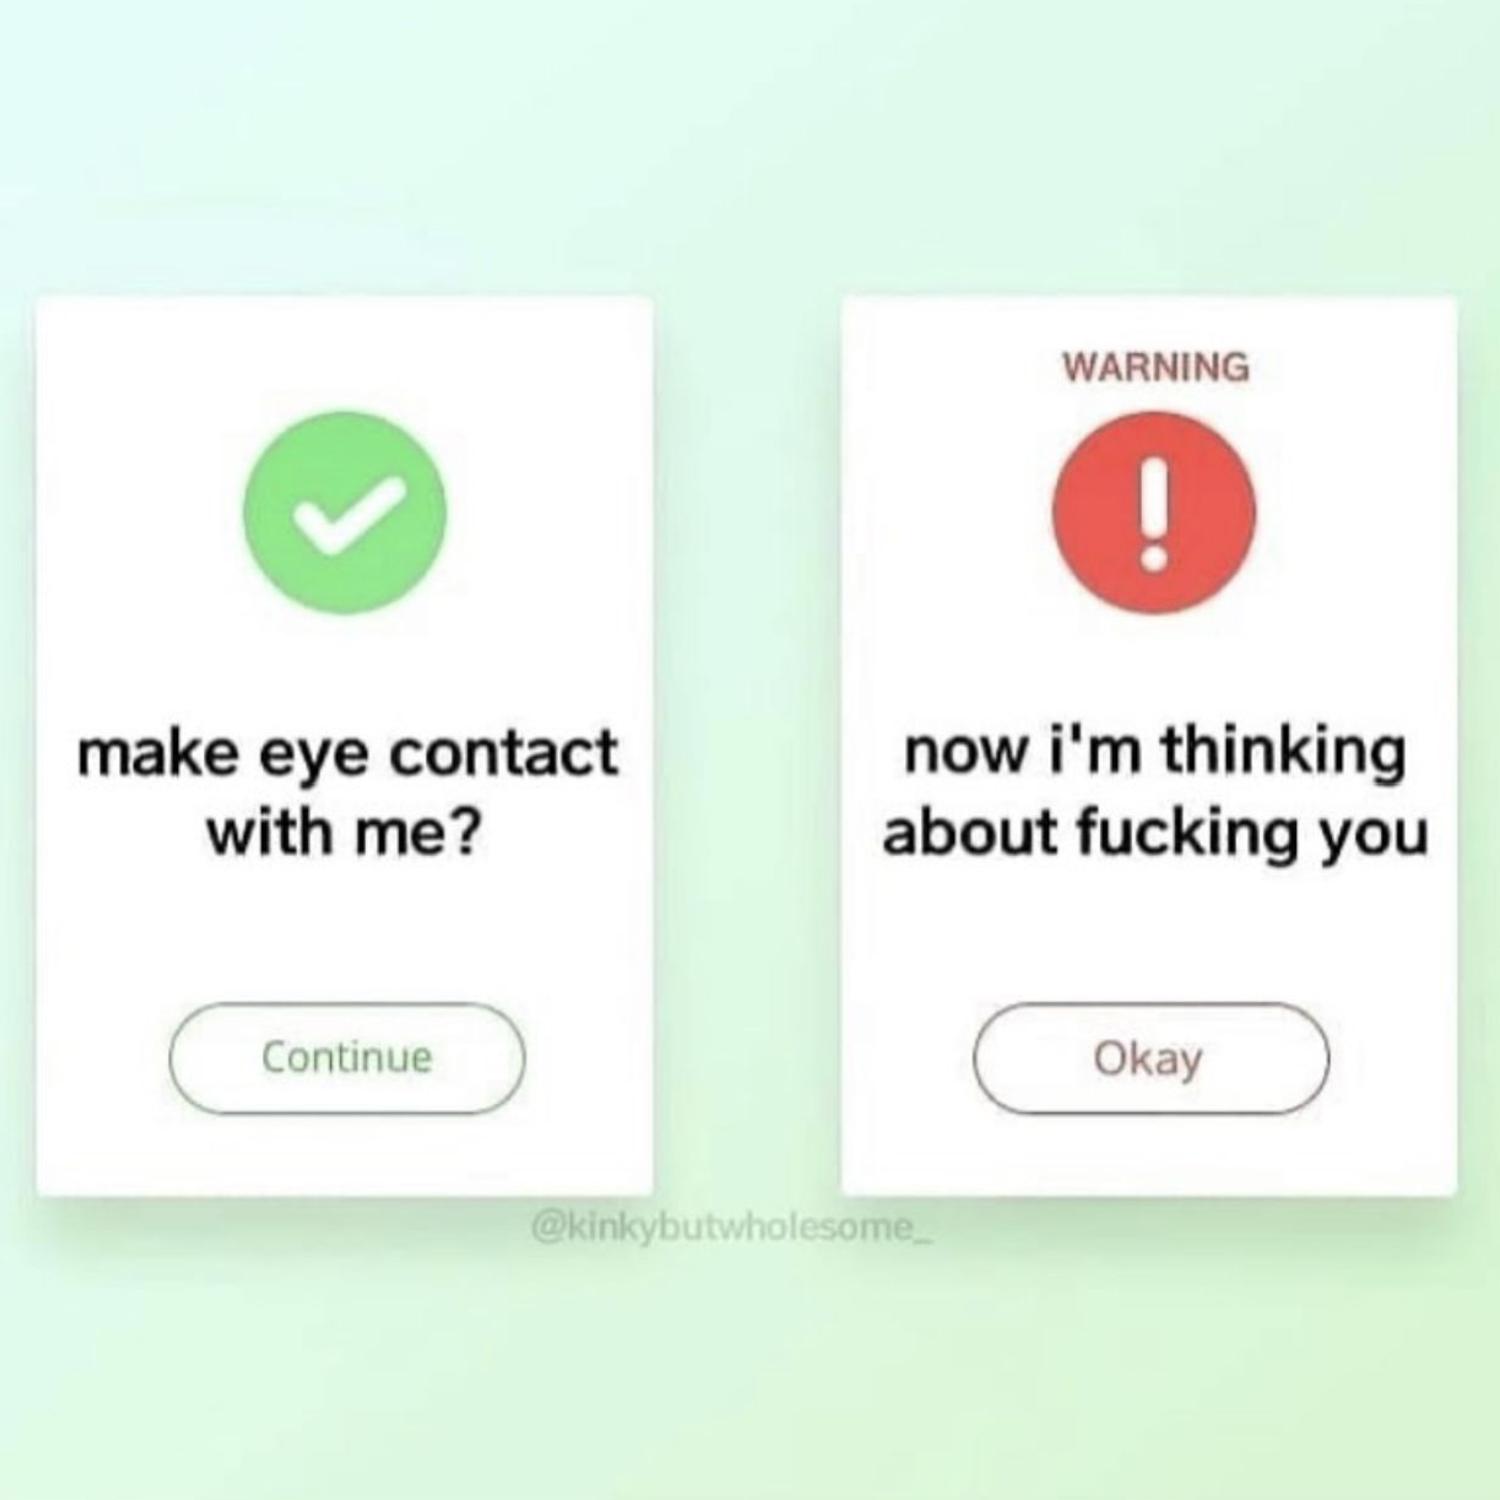 make eye contact
with me?
Continue
WARNING
now i'm thinking
about fucking you
Okay
@kinkybutwholesome_